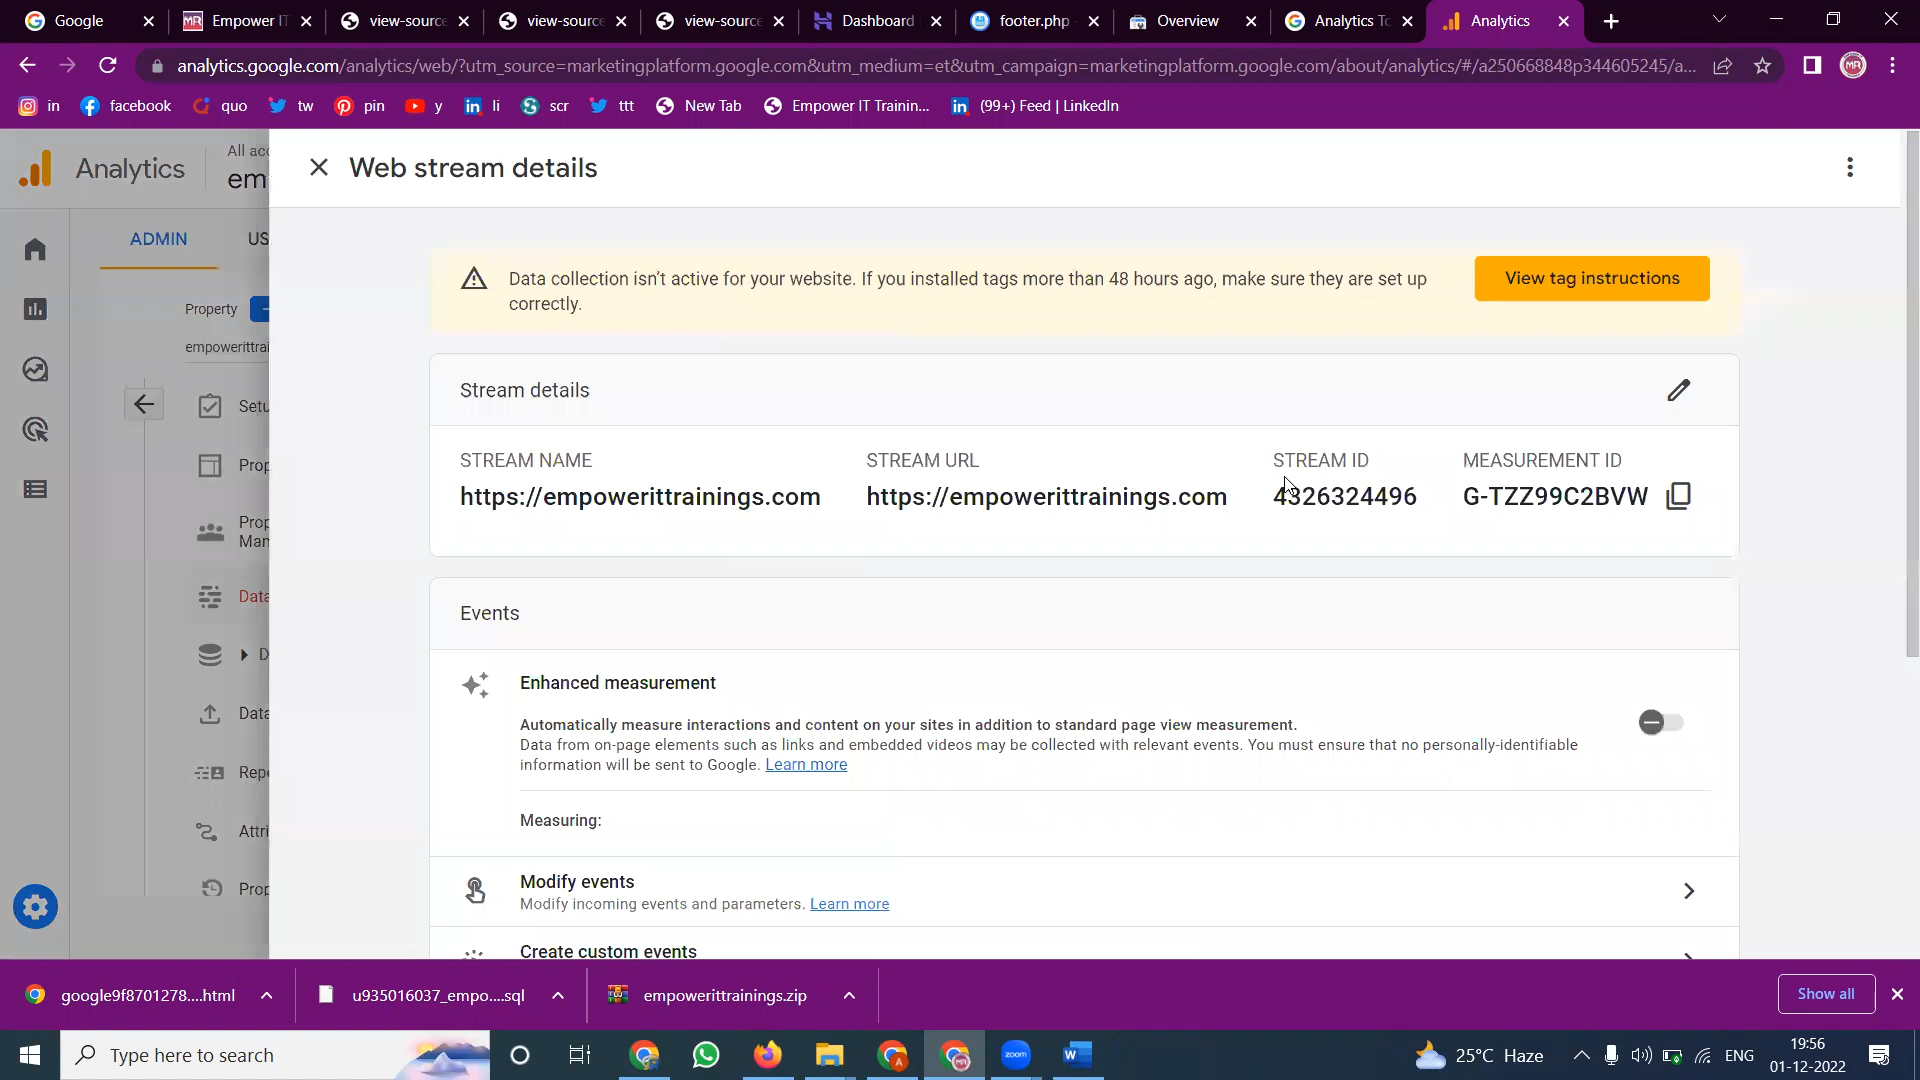 Google
Empower IT
view-source
view-source
view-source
Dashboard
footer.php
Overview
Analytics To
Analytics
analytics.google.com/analytics/web/?utm_source=marketingplatform.google.com&utm_medium=et&utm_campaign=marketingplatform.google.com/about/analytics/#/a250668848p344605245/a...
in
facebook
quo
tw
pin
y
li
scr
ttt
New Tab
Empower IT Trainin...
(99+) Feed | LinkedIn
Analytics
All acc
em
Web stream details
ADMIN
US
Property
empowerittrai
Setu
Prop
Prop
Man
Data
D
Data
Repo
Attri
Prop
Data collection isn't active for your website. If you installed tags more than 48 hours ago, make sure they are set up
correctly.
View tag instructions
Stream details
STREAM NAME
STREAM URL
STREAM ID
MEASUREMENT ID
https://empowerittrainings.com
https://empowerittrainings.com
4326324496
G-TZZ99C2BVW
Events
Enhanced measurement
Automatically measure interactions and content on your sites in addition to standard page view measurement.
Data from on-page elements such as links and embedded videos may be collected with relevant events. You must ensure that no personally-identifiable
information will be sent to Google. Learn more
Measuring:
Modify events
Modify incoming events and parameters. Learn more
Create custom events
google9f8701278....html
u935016037_empo....sql
empowerittrainings.zip
Show all
Type here to search
zoom
25°C Haze
ENG
19:56
01-12-2022